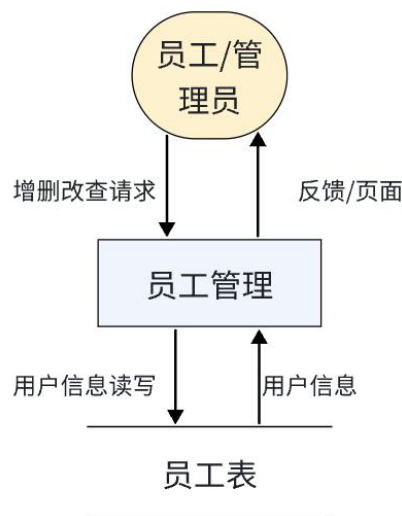 员工/管
理员
增删改查请求
反馈/页面
员工管理
用户信息读写
用户信息
员工表